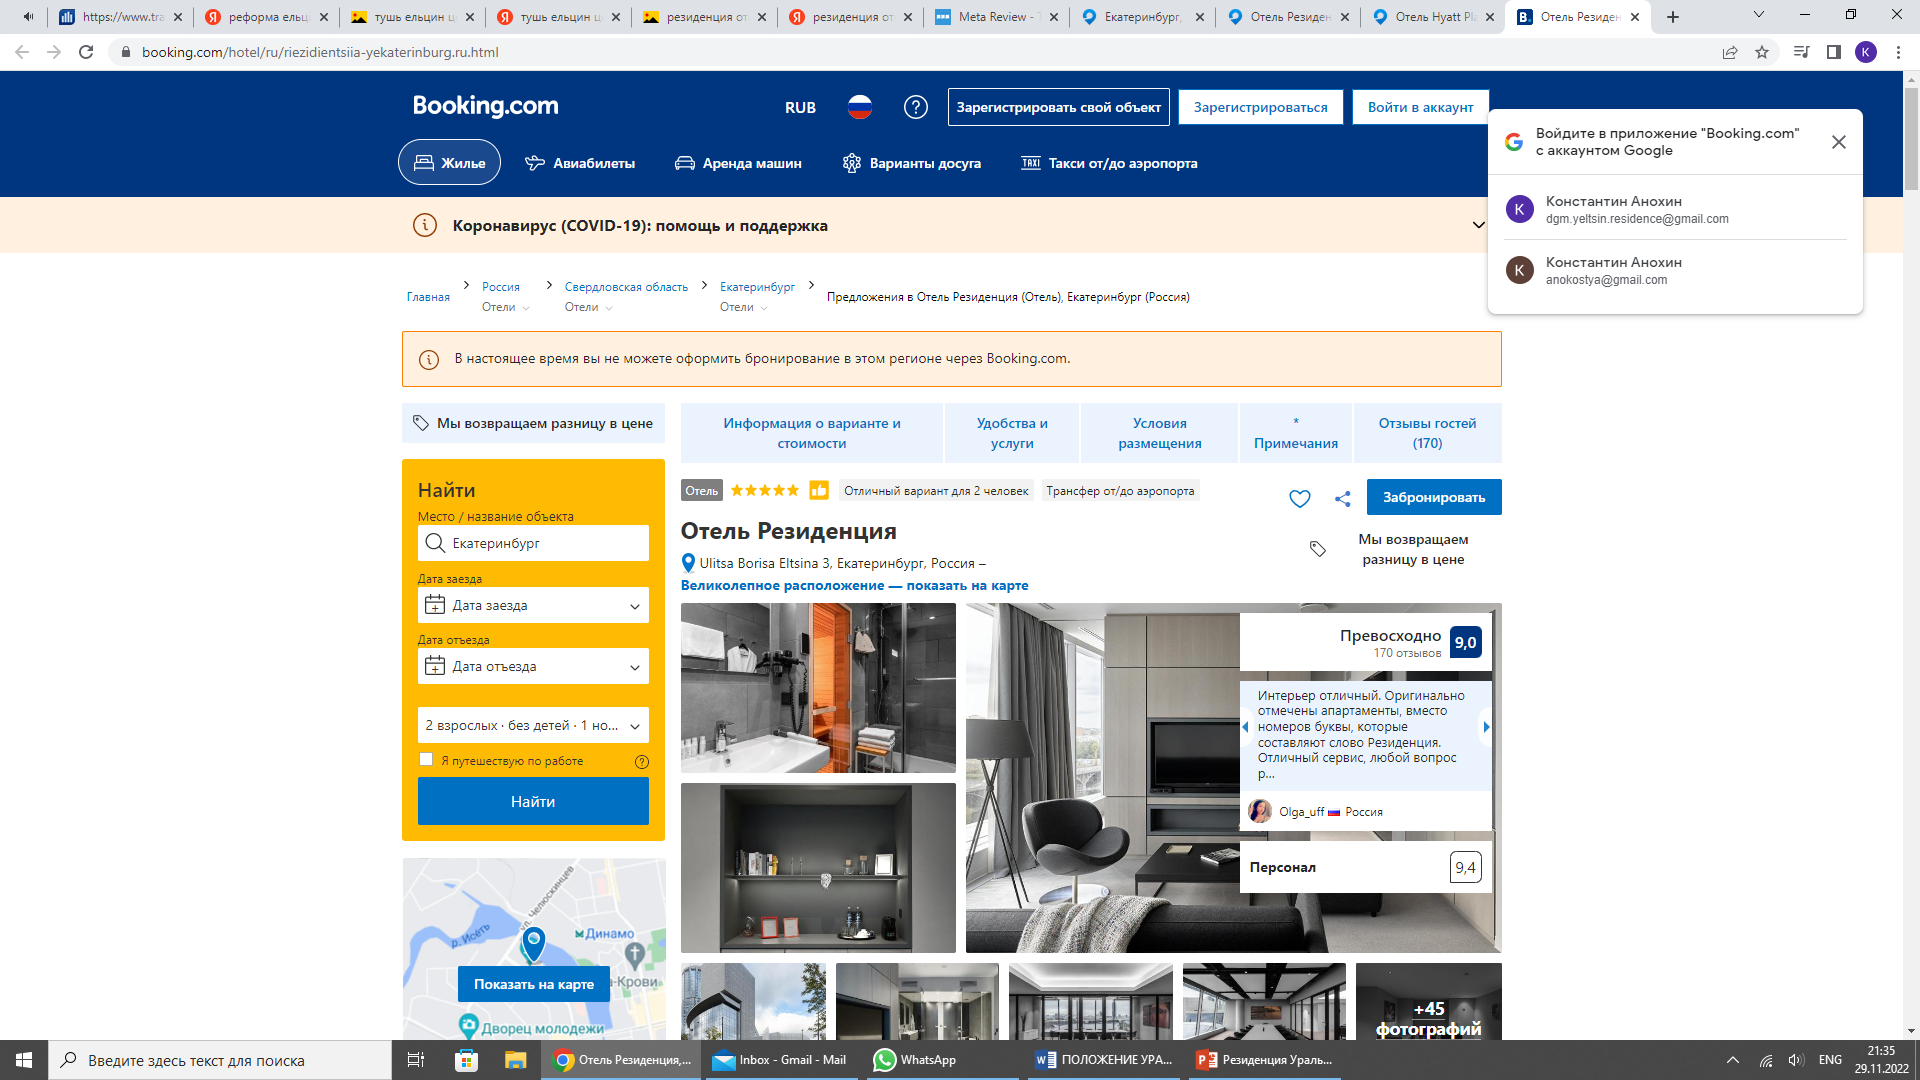 https://www.tra
реформа ельц
тушь ельцин ц
тушь ельцин ц
резиденция от
резиденция от
Meta Review - T
Екатеринбург,
Отель Резиден
Отель Hyatt Pla
Отель Резиден
booking.com/hotel/ru/riezidientsiia-yekaterinburg.ru.html
K
Booking.com
RUB
Зарегистрировать свой объект
Зарегистрироваться
Войти в аккаунт
Жилье
Авиабилеты
Аренда машин
Варианты досуга
TAXI
Такси от/до аэропорта
Войдите в приложение "Booking.com"
с аккаунтом Google
K
Константин Анохин
dgm.yeltsin.residence@gmail.com
K
Константин Анохин
anokostya@gmail.com
Коронавирус (COVID-19): помощь и поддержка
Главная
Россия
Отели
Свердловская область
Отели
Екатеринбург
Отели
Предложения в Отель Резиденция (Отель), Екатеринбург (Россия)
В настоящее время вы не можете оформить бронирование в этом регионе через Booking.com.
Мы возвращаем разницу в цене
Информация о варианте и
стоимости
Удобства и
услуги
Условия
размещения
*
Примечания
Отзывы гостей
(170)
Найти
Место / название объекта
Екатеринбург
Дата заезда
Дата заезда
Дата отъезда
Дата отъезда
2 взрослых · без детей · 1 но...
Я путешествую по работе
Найти
Отель
Отличный вариант для 2 человек
Трансфер от/до аэропорта
Забронировать
Отель Резиденция
Мы возвращаем
разницу в цене
Ulitsa Borisa Eltsina 3, Екатеринбург, Россия –
Великолепное расположение — показать на карте
Превосходно
170 отзывов
9,0
Интерьер отличный. Оригинально
отмечены апартаменты, вместо
номеров буквы, которые
составляют слово Резиденция.
Отличный сервис, любой вопрос
р...
Olga_uff
Россия
Персонал
9,4
+45
фотографий
ул. Челюскинцев
р. Исеть
Динамо
а-Крови
Показать на карте
Дворец молодежи
Введите здесь текст для поиска
Отель Резиденция,...
Inbox - Gmail - Mail
WhatsApp
ПОЛОЖЕНИЕ УРА...
Резиденция Ураль...
ENG
21:35
29.11.2022